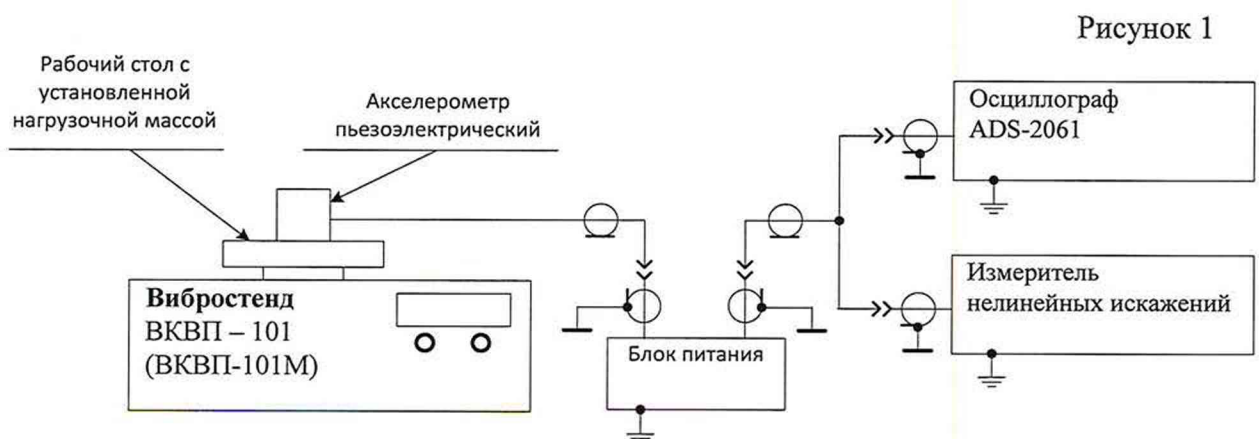 Рисунок 1
Рабочий стол с
установленной
нагрузочной массой
Акселерометр
пьезоэлектрический
Осциллограф
ADS-2061
Вибростенд
ВКВП – 101
(ВКВП-101М)
Блок питания
Измеритель
нелинейных искажений